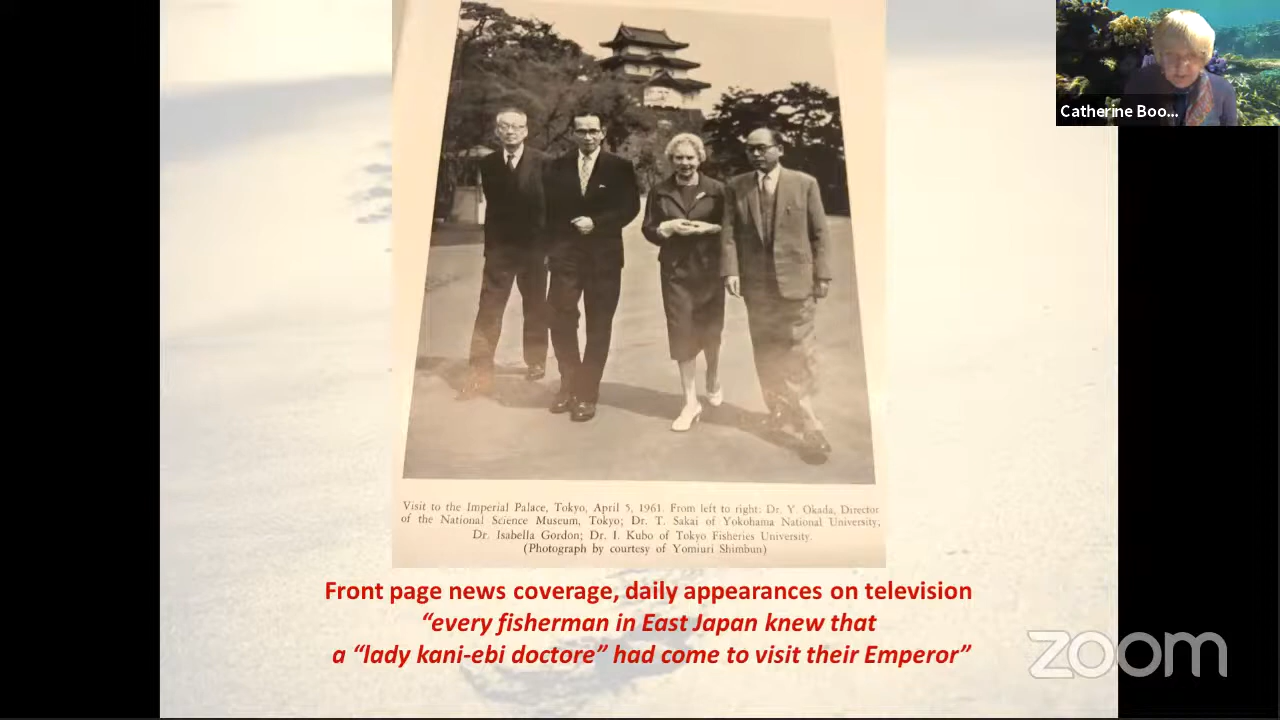 Catherine Boo...
Visit to the Imperial Palace, Tokyo, April 5, 1961. From left to right: Dr. Y. Okada, Director
of the National Science Museum, Tokyo; Dr. T. Sakai of Yokohama National University;
Dr. Isabella Gordon; Dr. I. Kubo of Tokyo Fisheries University.
(Photograph by courtesy of Yomiuri Shimbun)
Front page news coverage, daily appearances on television
“every fisherman in East Japan knew that
a “lady kani-ebi doctore” had come to visit their Emperor”
zoom